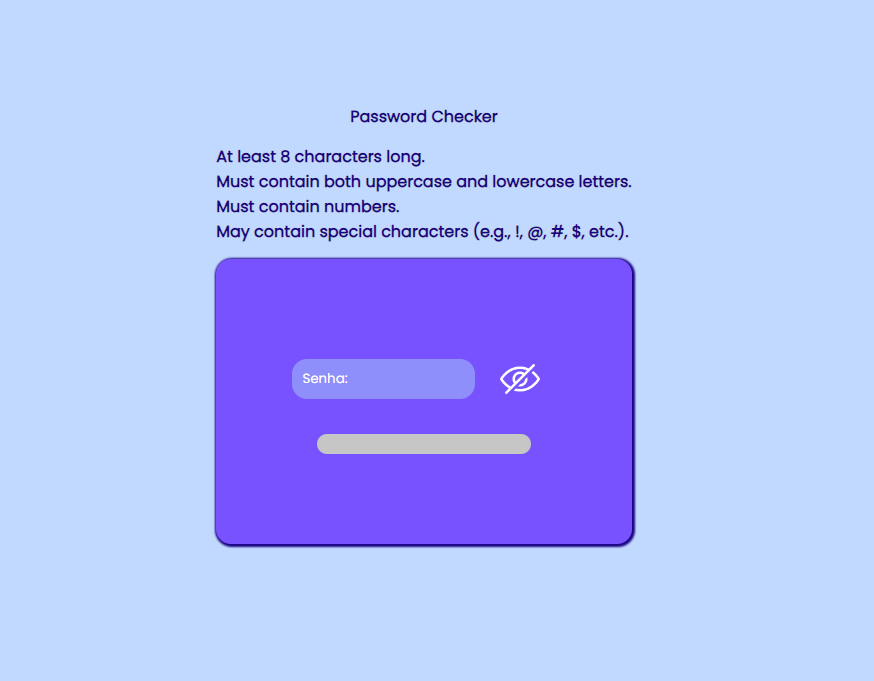 Password Checker
At least 8 characters long.
Must contain both uppercase and lowercase letters.
Must contain numbers.
May contain special characters (e.g., !, @, #, $, etc.).
Senha: